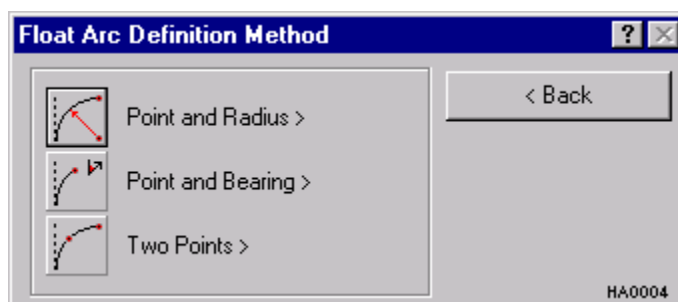 Float Arc Definition Method
?
Point and Radius >
< Back
Point and Bearing >
Two Points >
HA0004